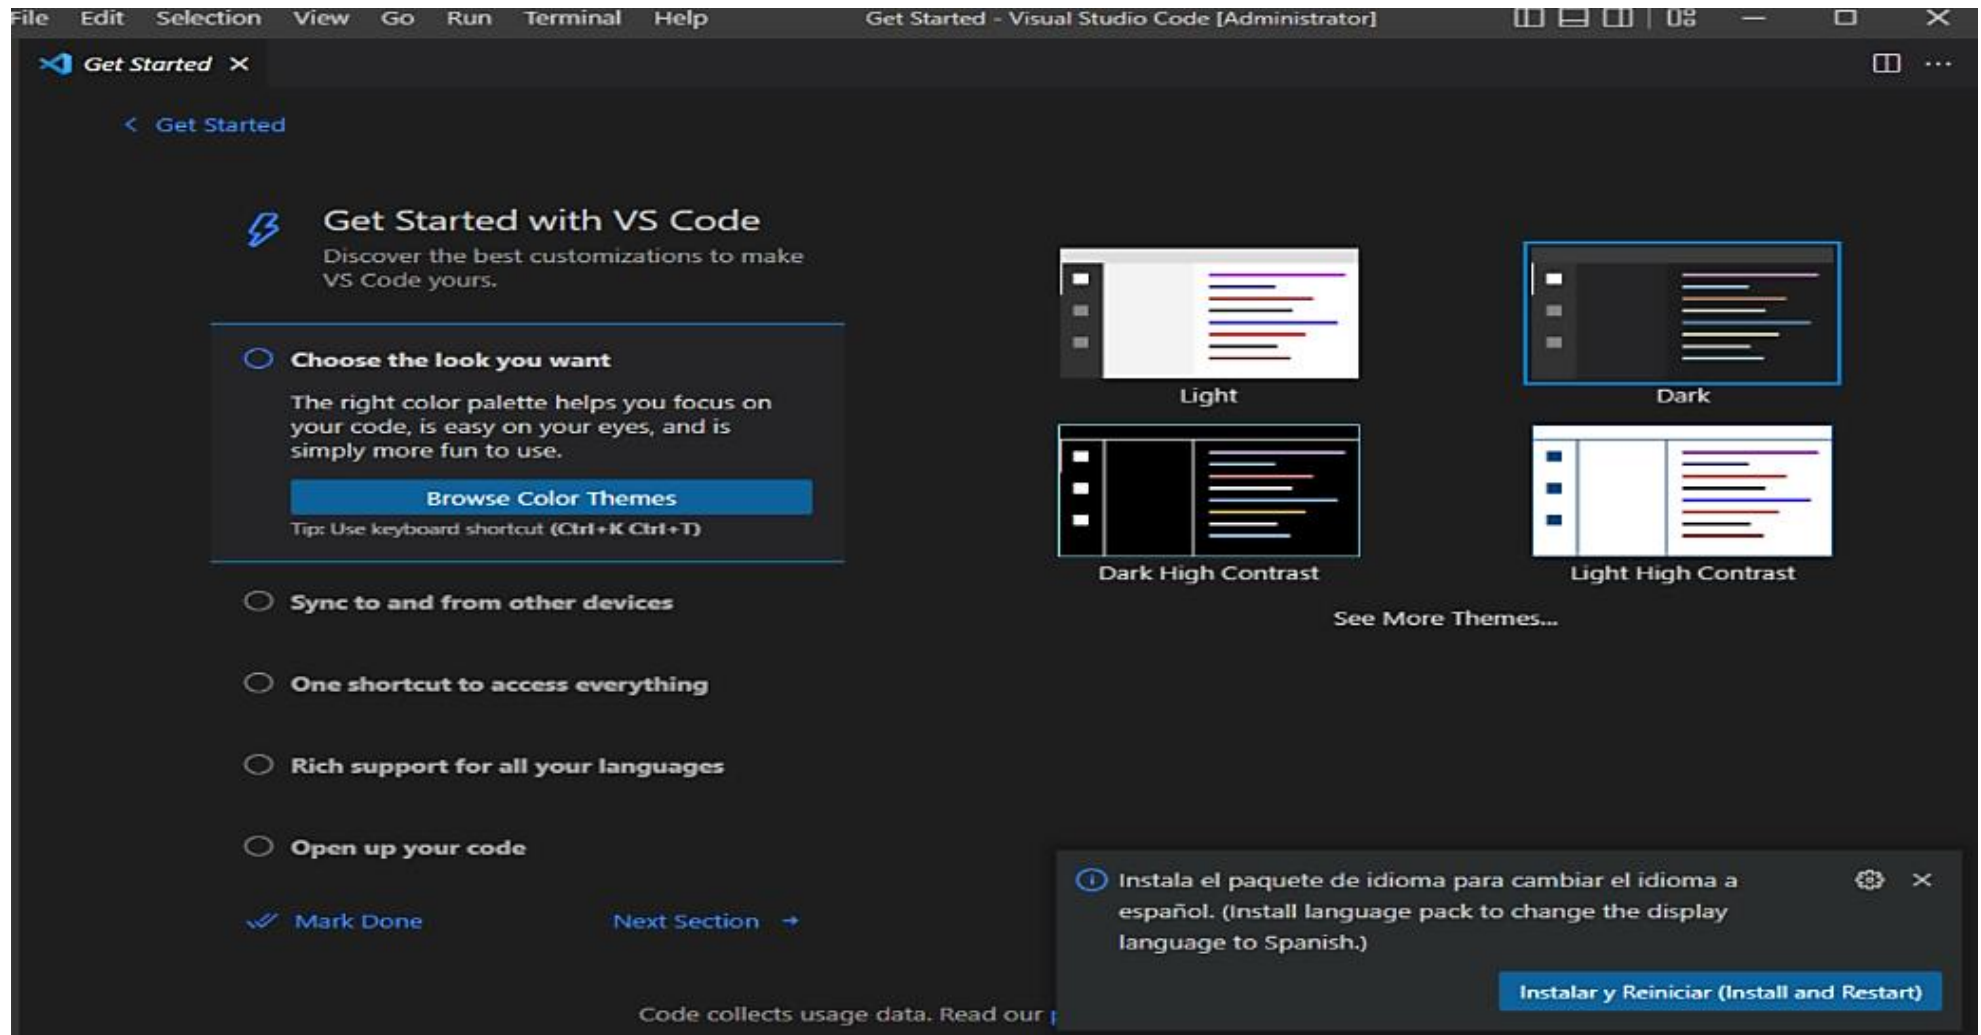 File Edit Selection View Go Run Terminal Help Get Started - Visual Studio Code [Administrator]
Get Started
Get Started
Get Started with VS Code
Discover the best customizations to make
VS Code yours.
Choose the look you want
The right color palette helps you focus on
your code, is easy on your eyes, and is
simply more fun to use.
Browse Color Themes
Tip: Use keyboard shortcut (Ctrl+K Ctrl+T)
Sync to and from other devices
One shortcut to access everything
Rich support for all your languages
Open up your code
Mark Done Next Section →
Light Dark
Dark High Contrast Light High Contrast
See More Themes...
Code collects usage data. Read our
Instala el paquete de idioma para cambiar el idioma a
español. (Install language pack to change the display
language to Spanish.)
Instalar y Reiniciar (Install and Restart)